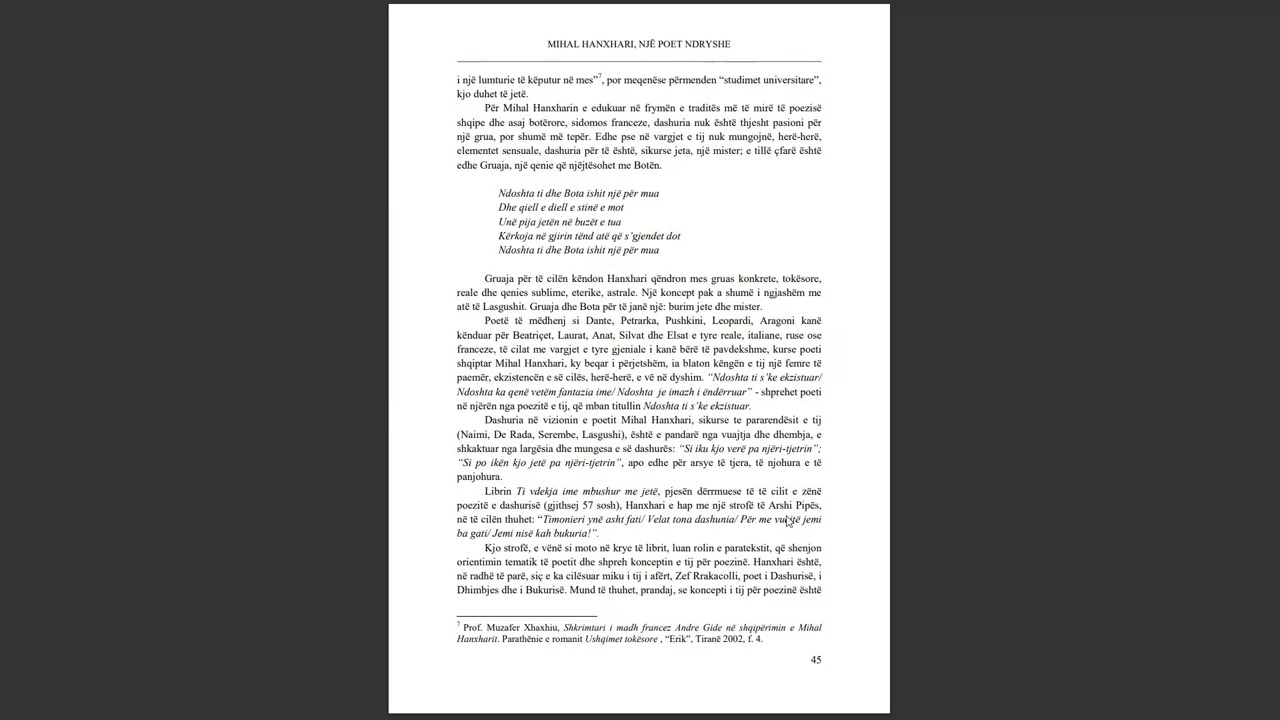 MIHAL HANXHARI, NJË POET NDRYSHE
i një lumturie të këputur në mes”7, por meqenëse përmenden “studimet universitare”,
kjo duhet të jetë.
Për Mihal Hanxharin e edukuar në frymën e traditës më të mirë të poezisë
shqipe dhe asaj botërore, sidomos franceze, dashuria nuk është thjesht pasioni për
një grua, por shumë më tepër. Edhe pse në vargjet e tij nuk mungojnë, herë-herë,
elementet sensuale, dashuria për të është, sikurse jeta, një mister; e tillë çfarë është
edhe Gruaja, një qenie që njëjtësohet me Botën.
Ndoshta ti dhe Bota ishit një për mua
Dhe qiell e diell e stinë e mot
Unë pija jetën në buzët e tua
Kërkoja në gjirin tënd atë që s’gjendet dot
Ndoshta ti dhe Bota ishit një për mua
Gruaja për të cilën këndon Hanxhari qëndron mes gruas konkrete, tokësore,
reale dhe qenies sublime, eterike, astrale. Një koncept pak a shumë i ngjashëm me
atë të Lasgushit. Gruaja dhe Bota për të janë një: burim jete dhe mister.
Poetë të mëdhenj si Dante, Petrarka, Pushkini, Leopardi, Aragoni kanë
kënduar për Beatriçet, Laurat, Anat, Silvat dhe Elsat e tyre reale, italiane, ruse ose
franceze, të cilat me vargjet e tyre gjeniale i kanë bërë të pavdekshme, kurse poeti
shqiptar Mihal Hanxhari, ky beqar i përjetshëm, ia blaton këngën e tij një femre të
paemër, ekzistencën e së cilës, herë-herë, e vë në dyshim. “Ndoshta ti s’ke ekzistuar/
Ndoshta ka qenë vetëm fantazia ime/ Ndoshta je imazh i ëndërruar” - shprehet poeti
në njërën nga poezitë e tij, që mban titullin Ndoshta ti s’ke ekzistuar.
Dashuria në vizionin e poetit Mihal Hanxhari, sikurse te pararendësit e tij
(Naimi, De Rada, Serembe, Lasgushi), është e pandarë nga vuajtja dhe dhembja, e
shkaktuar nga largësia dhe mungesa e së dashurës: “Si iku kjo verë pa njëri-tjetrin”;
“Si po ikën kjo jetë pa njëri-tjetrin”, apo edhe për arsye të tjera, të njohura e të
panjohura.
Librin Ti vdekja ime mbushur me jetë, pjesën dërrmuese të të cilit e zënë
poezitë e dashurisë (gjithsej 57 sosh), Hanxhari e hap me një strofë të Arshi Pipës,
në të cilën thuhet: “Timonieri ynë asht fati/ Velat tona dashunia/ Për me vu jetë jemi
ba gati/ Jemi nisë kah bukuria!”.
Kjo strofë, e vënë si moto në krye të librit, luan rolin e paratekstit, që shenjon
orientimin tematik të poetit dhe shpreh konceptin e tij për poezinë. Hanxhari është,
në radhë të parë, siç e ka cilësuar miku i tij i afërt, Zef Rrakacolli, poet i Dashurisë, i
Dhimbjes dhe i Bukurisë. Mund të thuhet, prandaj, se koncepti i tij për poezinë është
7 Prof. Muzafer Xhaxhiu, Shkrimtari i madh francez Andre Gide në shqipërimin e Mihal
Hanxharit. Parathënie e romanit Ushqimet tokësore , “Erik”, Tiranë 2002, f. 4.
45